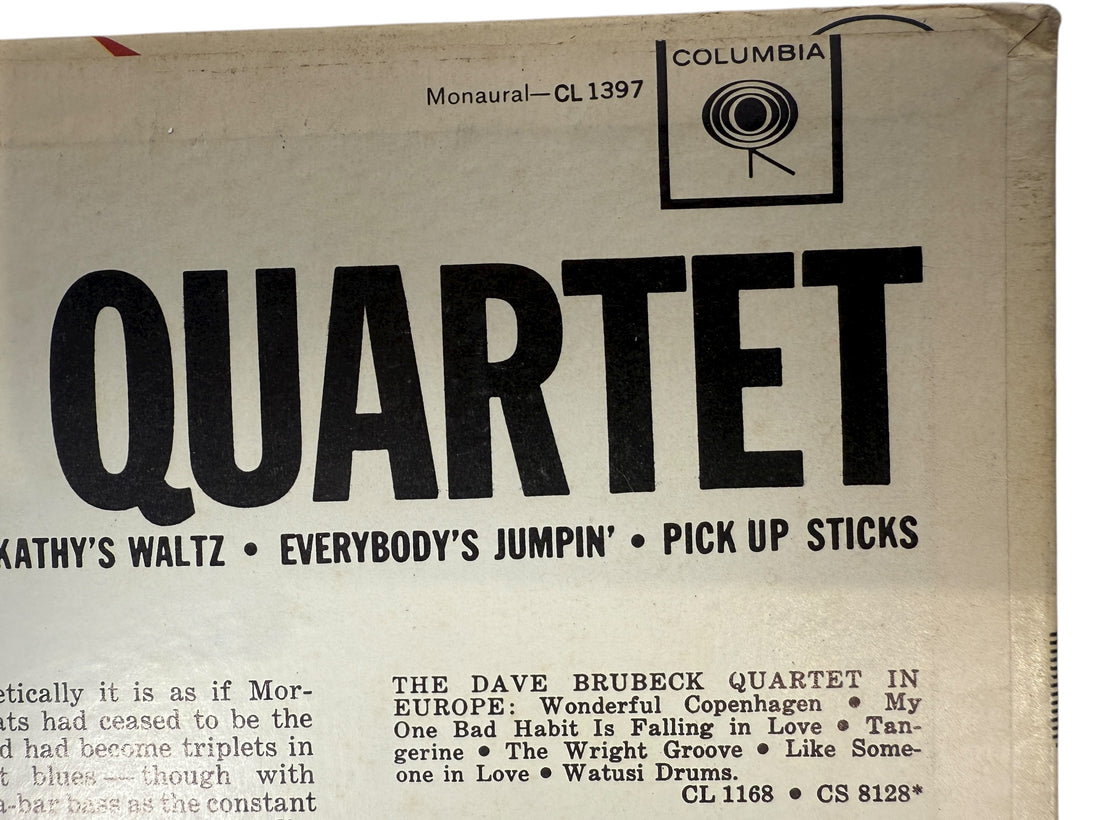 COLUMBIA
Monaural—CL 1397
QUARTET
KATHY'S WALTZ • EVERYBODY'S JUMPIN' • PICK UP STICKS
etically it is as if Mor-
ats had ceased to be the
d had become triplets in
t blues — though with
a-bar bass as the constant
THE DAVE BRUBECK QUARTET IN
EUROPE: Wonderful Copenhagen • My
One Bad Habit Is Falling in Love • Tan-
gerine • The Wright Groove • Like Some-
one in Love • Watusi Drums.
CL 1168 • CS 8128*